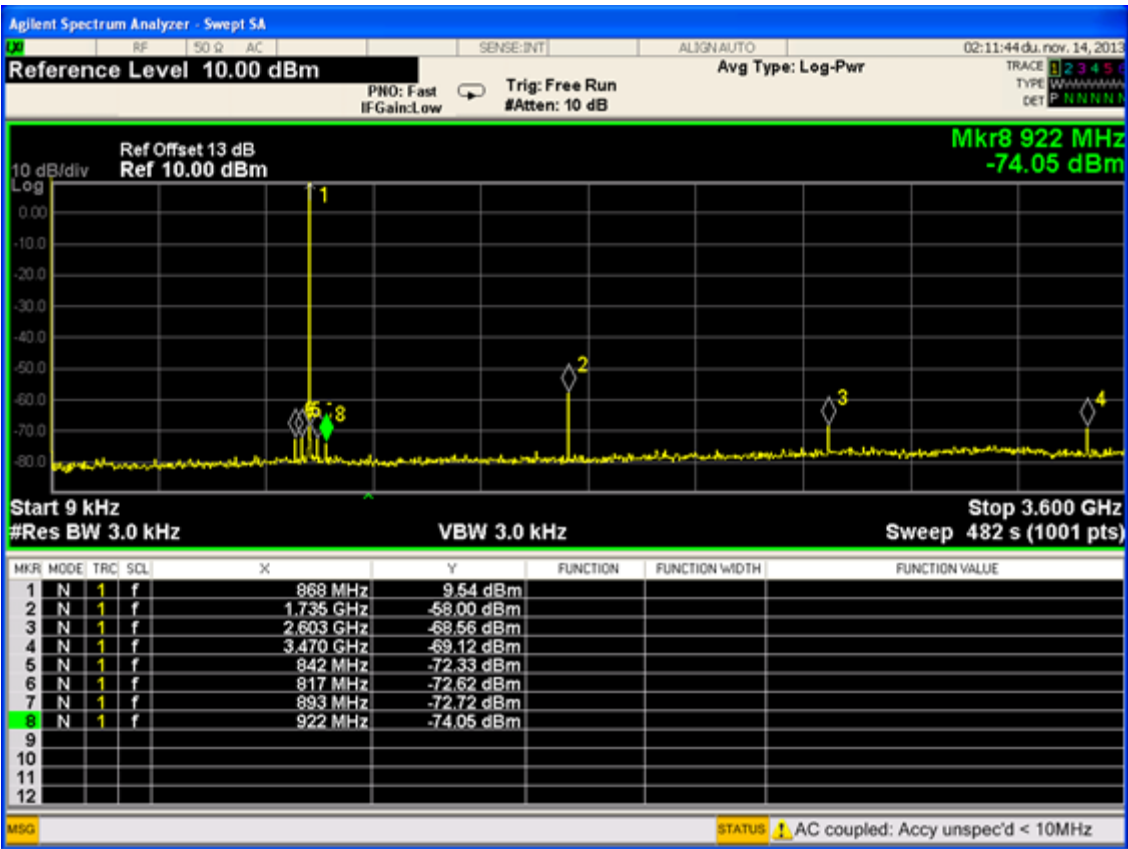 Agilent Spectrum Analyzer - Swept SA
LXI RF 50 Ω AC SENSE:INT ALIGN AUTO 02:11:44 du. nov. 14, 2013
Reference Level 10.00 dBm
PNO: Fast
IFGain:Low
Trig: Free Run
#Atten: 10 dB
Avg Type: Log-Pwr
TRACE 1 2 3 4 5 6
TYPE
DET P N N N N N
Mkr8 922 MHz
-74.05 dBm
Ref Offset 13 dB
10 dB/div Ref 10.00 dBm
Log
0.00
-10.0
-20.0
-30.0
-40.0
-50.0
-60.0
-70.0
-80.0
1
2
3
4
8
Start 9 kHz Stop 3.600 GHz
#Res BW 3.0 kHz VBW 3.0 kHz Sweep 482 s (1001 pts)
MKR MODE TRC SCL X Y FUNCTION FUNCTION WIDTH FUNCTION VALUE
1 N 1 f 868 MHz 9.54 dBm
2 N 1 f 1.735 GHz -58.00 dBm
3 N 1 f 2.603 GHz -68.56 dBm
4 N 1 f 3.470 GHz -69.12 dBm
5 N 1 f 842 MHz -72.33 dBm
6 N 1 f 817 MHz -72.62 dBm
7 N 1 f 893 MHz -72.72 dBm
8 N 1 f 922 MHz -74.05 dBm
9
10
11
12
MSG STATUS AC coupled: Accy unspec'd < 10MHz